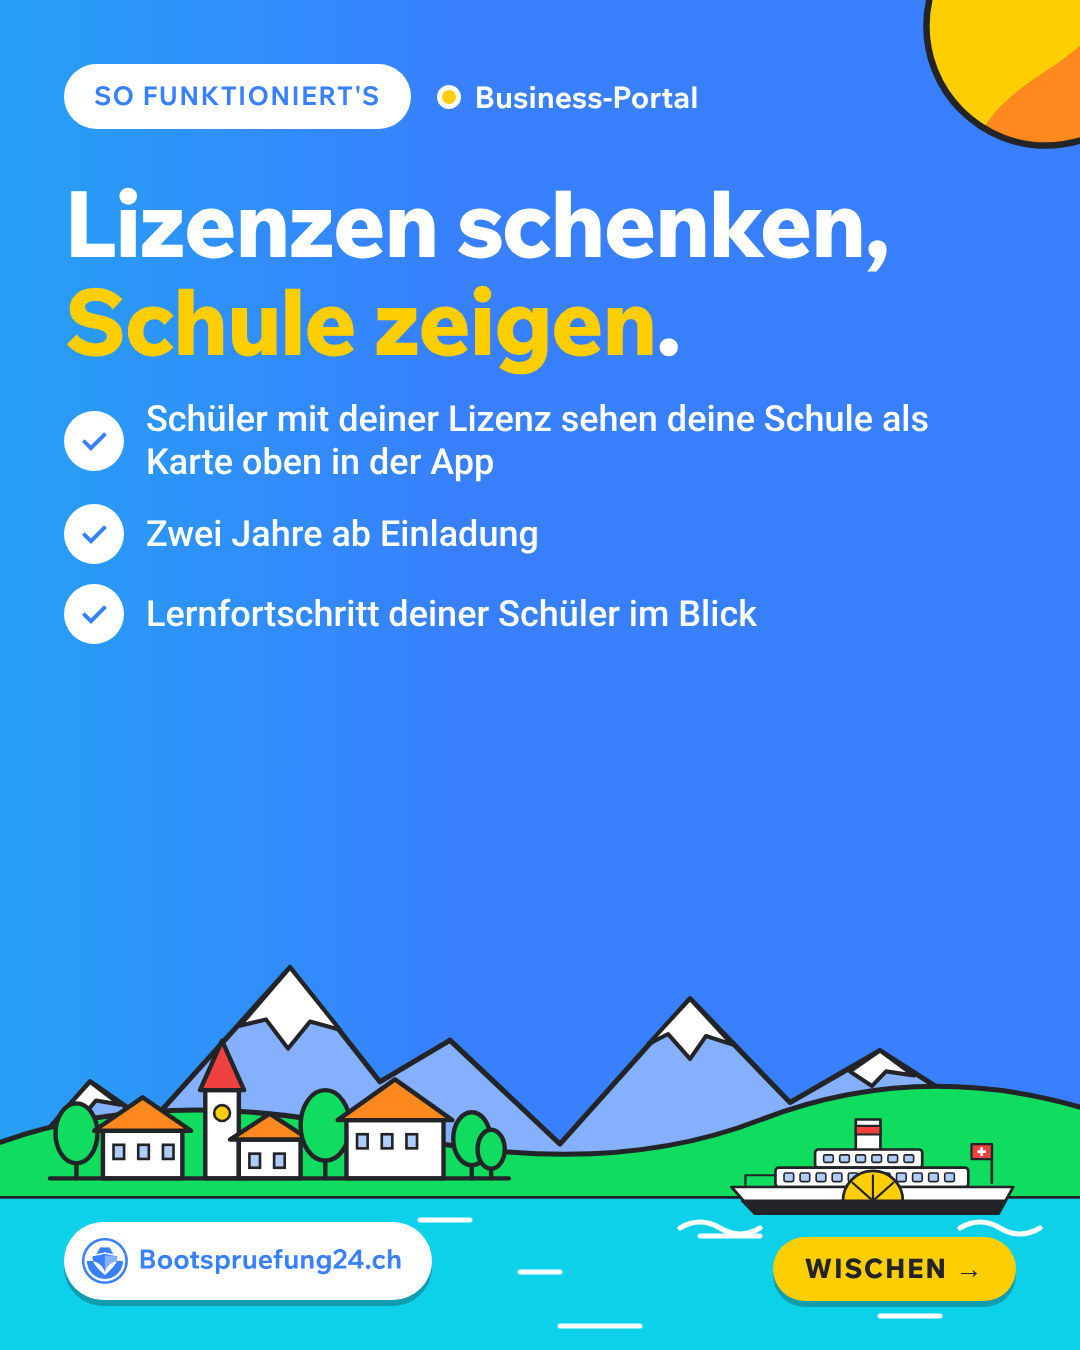 SO FUNKTIONIERT'S
Business-Portal
Lizenzen schenken,
Schule zeigen.
Schüler mit deiner Lizenz sehen deine Schule als
Karte oben in der App
Zwei Jahre ab Einladung
Lernfortschritt deiner Schüler im Blick
Bootspruefung24.ch
WISCHEN →